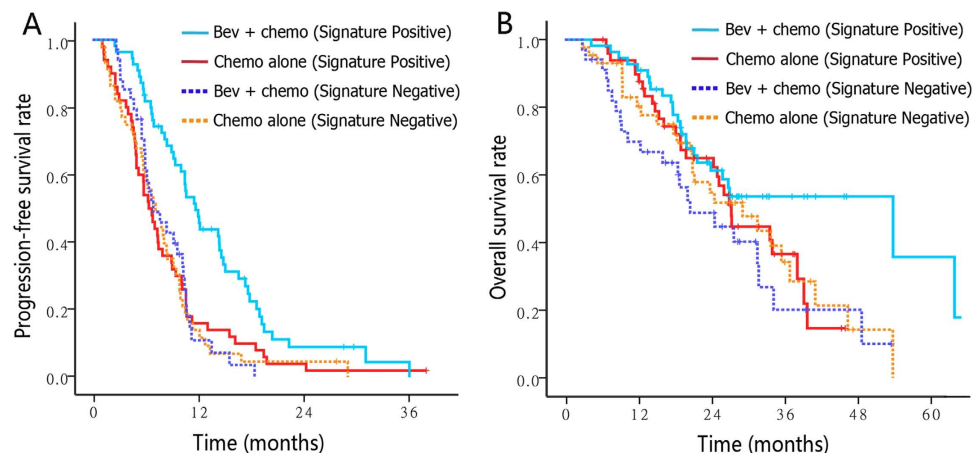 A
Bev + chemo (Signature Positive)
Chemo alone (Signature Positive)
Bev + chemo (Signature Negative)
Chemo alone (Signature Negative)
Progression-free survival rate
1.0
0.8
0.6
0.4
0.2
0.0
0 12 24 36
Time (months)
B
Bev + chemo (Signature Positive)
Chemo alone (Signature Positive)
Bev + chemo (Signature Negative)
Chemo alone (Signature Negative)
Overall survival rate
1.0
0.8
0.6
0.4
0.2
0.0
0 12 24 36 48 60
Time (months)